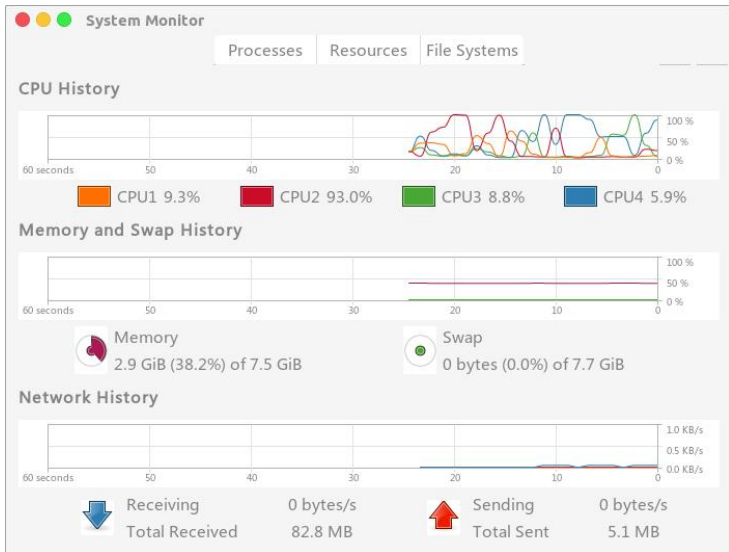 System Monitor
Processes Resources File Systems
CPU History
100 %
50 %
0 %
60 seconds 50 40 30 20 10 0
CPU1 9.3% CPU2 93.0% CPU3 8.8% CPU4 5.9%
Memory and Swap History
100 %
50 %
0 %
60 seconds 50 40 30 20 10 0
Memory Swap
2.9 GiB (38.2%) of 7.5 GiB 0 bytes (0.0%) of 7.7 GiB
Network History
1.0 KB/s
0.5 KB/s
0.0 KB/s
60 seconds 50 40 30 20 10 0
Receiving 0 bytes/s Sending 0 bytes/s
Total Received 82.8 MB Total Sent 5.1 MB